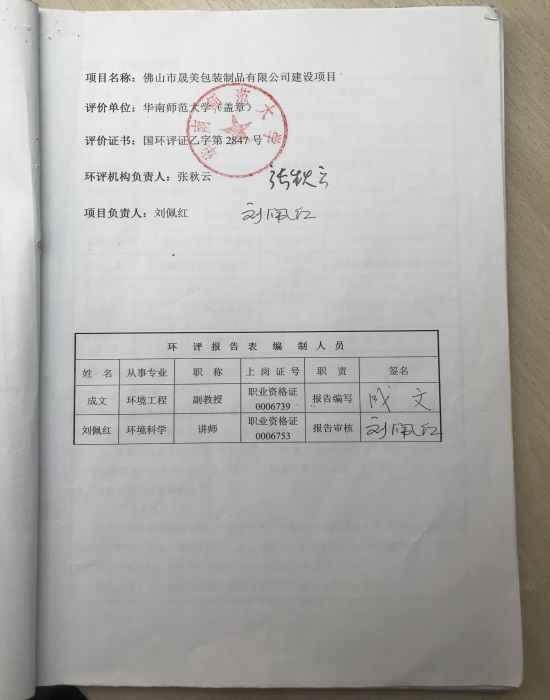 项目名称：佛山市晟美包装制品有限公司建设项目
评价单位：华南师范大学（盖章）
华南师范大学
评价证书：国环评证乙字第 2847 号
环评机构负责人：张秋云 张秋云
项目负责人：刘佩红 刘佩红
环 评 报 告 表 编 制 人 员
姓 名 从事专业 职 称 上 岗 证 号 职 责 签名
成文 环境工程 副教授 职业资格证 0006739 报告编写 成文
刘佩红 环境科学 讲师 职业资格证 0006753 报告审核 刘佩红